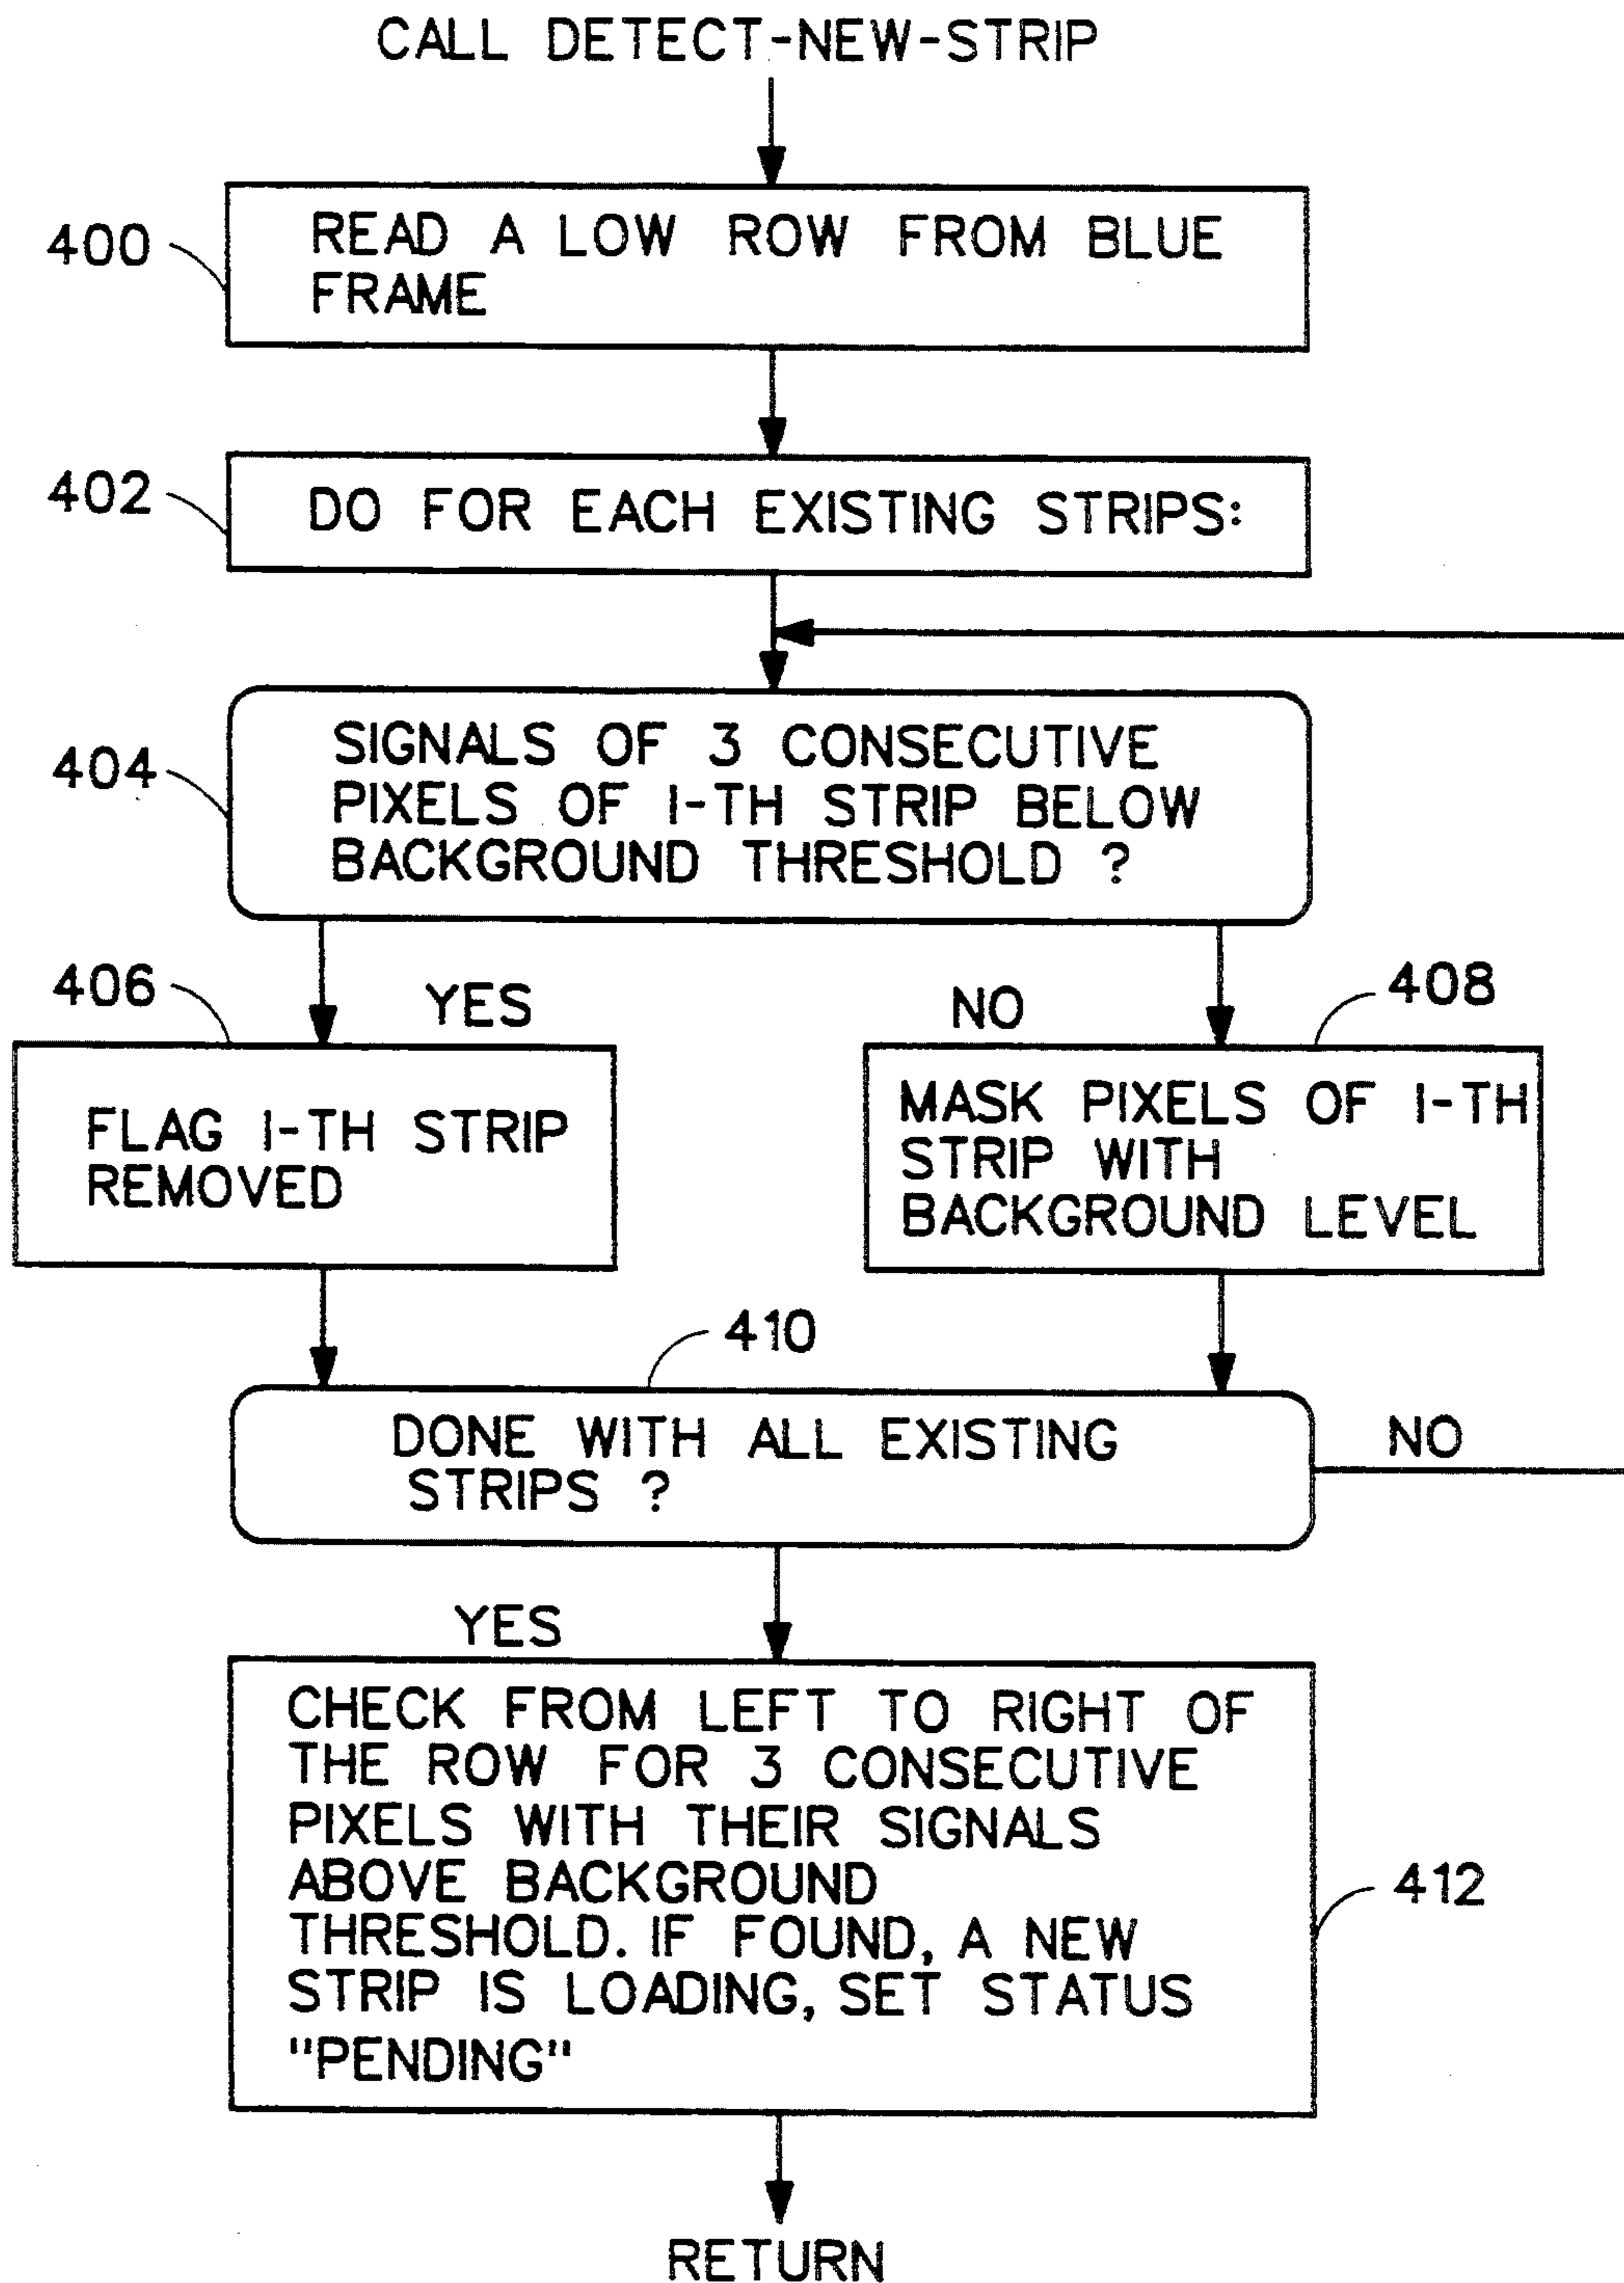 CALL DETECT-NEW-STRIP
400
READ A LOW ROW FROM BLUE
FRAME
402
DO FOR EACH EXISTING STRIPS:
404
SIGNALS OF 3 CONSECUTIVE
PIXELS OF I-TH STRIP BELOW
BACKGROUND THRESHOLD ?
406
YES
NO
408
FLAG I-TH STRIP
REMOVED
MASK PIXELS OF I-TH
STRIP WITH
BACKGROUND LEVEL
410
DONE WITH ALL EXISTING
STRIPS ?
NO
YES
CHECK FROM LEFT TO RIGHT OF
THE ROW FOR 3 CONSECUTIVE
PIXELS WITH THEIR SIGNALS
ABOVE BACKGROUND
THRESHOLD. IF FOUND, A NEW
STRIP IS LOADING, SET STATUS
"PENDING"
412
RETURN